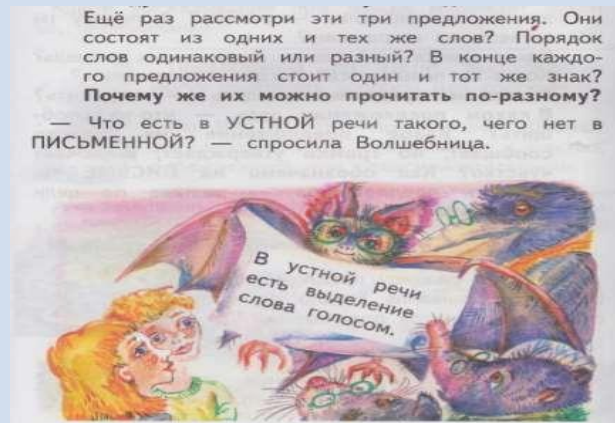 Ещё раз рассмотри эти три предложения. Они
состоят из одних и тех же слов? Порядок
слов одинаковый или разный? В конце каждо-
го предложения стоит один и тот же знак?
Почему же их можно прочитать по-разному?
— Что есть в УСТНОЙ речи такого, чего нет в
ПИСЬМЕННОЙ? — спросила Волшебница.
В устной речи
есть выделение
слова голосом.